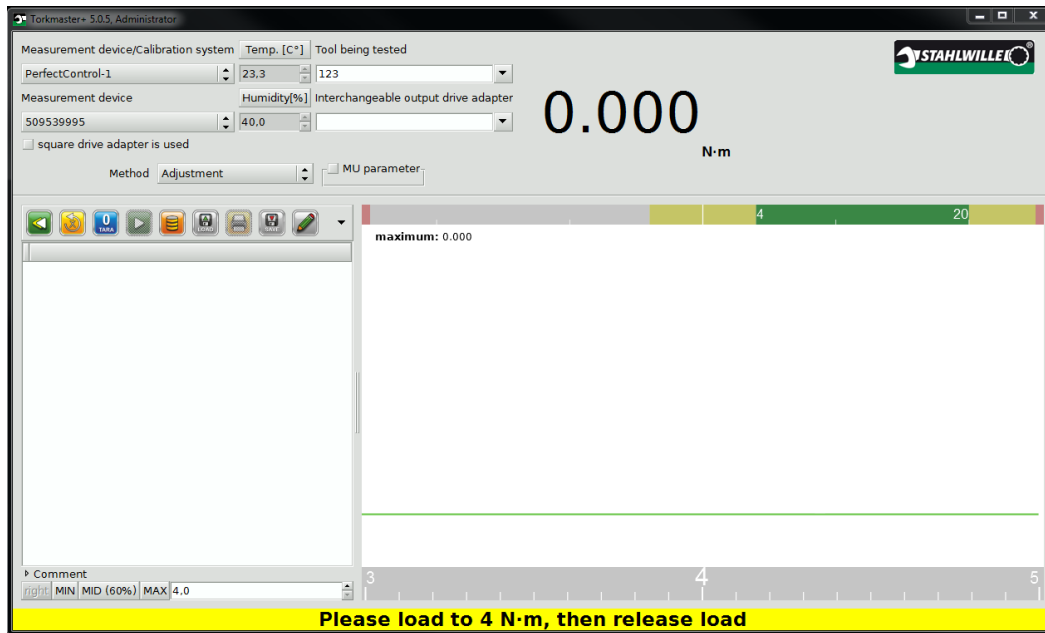 Torkmaster+ 5.0.5, Administrator
Measurement device/Calibration system Temp. [C°] Tool being tested
PerfectControl-1 23,3 123
Measurement device Humidity[%] Interchangeable output drive adapter
509539995 40,0
square drive adapter is used
Method Adjustment MU parameter
STAHLWILLE
®
0.000
N·m
0
TARA LOAD SAVE
4 20
maximum: 0.000
Comment
right MIN MID (60%) MAX 4,0
3 4 5
Please load to 4 N·m, then release load